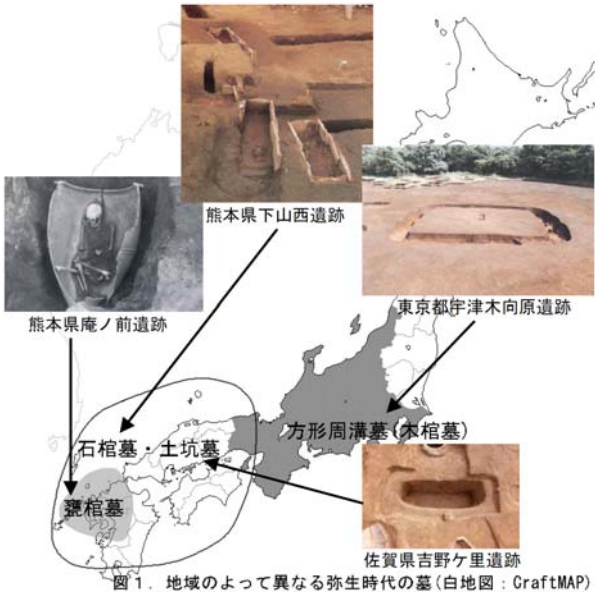 熊本県下山西遺跡
熊本県庵ノ前遺跡
東京都宇津木向原遺跡
石棺墓・土坑墓
方形周溝墓(木棺墓)
甕棺墓
佐賀県吉野ケ里遺跡
図1. 地域のよって異なる弥生時代の墓(白地図:CraftMAP)